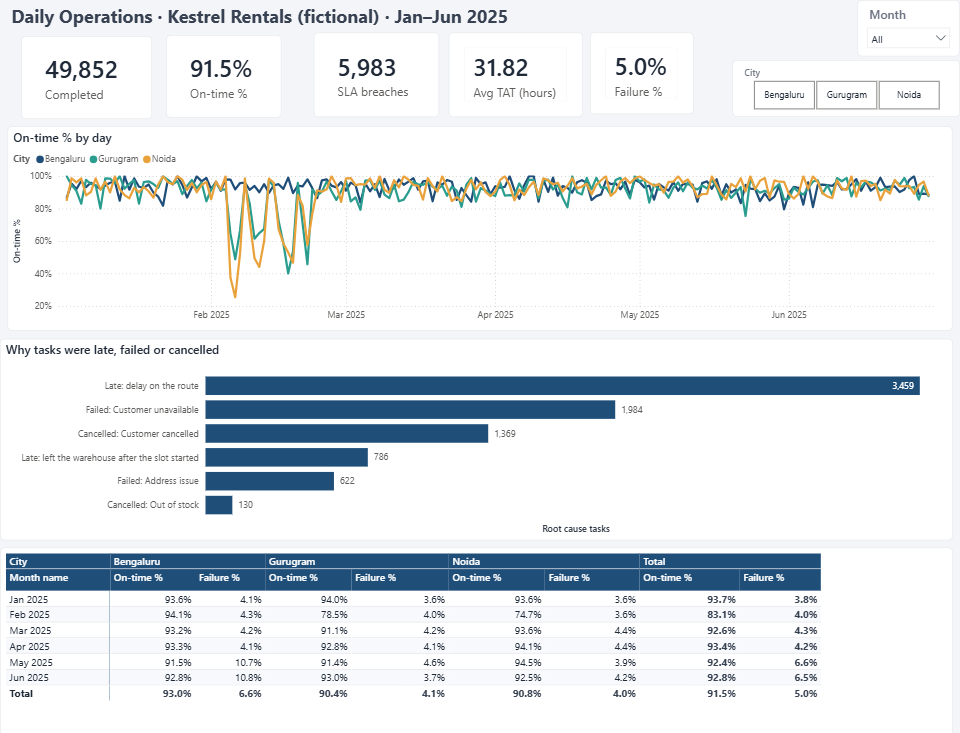 Daily Operations · Kestrel Rentals (fictional) · Jan–Jun 2025
Month
All
49,852
Completed
91.5%
On-time %
5,983
SLA breaches
31.82
Avg TAT (hours)
5.0%
Failure %
City
Bengaluru Gurugram Noida
On-time % by day
City Bengaluru Gurugram Noida
On-time %
100%
80%
60%
40%
20%
Feb 2025 Mar 2025 Apr 2025 May 2025 Jun 2025
Why tasks were late, failed or cancelled
Late: delay on the route 3,459
Failed: Customer unavailable 1,984
Cancelled: Customer cancelled 1,369
Late: left the warehouse after the slot started 786
Failed: Address issue 622
Cancelled: Out of stock 130
Root cause tasks
City Bengaluru Gurugram Noida Total
Month name On-time % Failure % On-time % Failure % On-time % Failure % On-time % Failure %
Jan 2025 93.6% 4.1% 94.0% 3.6% 93.6% 3.6% 93.7% 3.8%
Feb 2025 94.1% 4.3% 78.5% 4.0% 74.7% 3.6% 83.1% 4.0%
Mar 2025 93.2% 4.2% 91.1% 4.2% 93.6% 4.4% 92.6% 4.3%
Apr 2025 93.3% 4.1% 92.8% 4.1% 94.1% 4.4% 93.4% 4.2%
May 2025 91.5% 10.7% 91.4% 4.6% 94.5% 3.9% 92.4% 6.6%
Jun 2025 92.8% 10.8% 93.0% 3.7% 92.5% 4.2% 92.8% 6.5%
Total 93.0% 6.6% 90.4% 4.1% 90.8% 4.0% 91.5% 5.0%